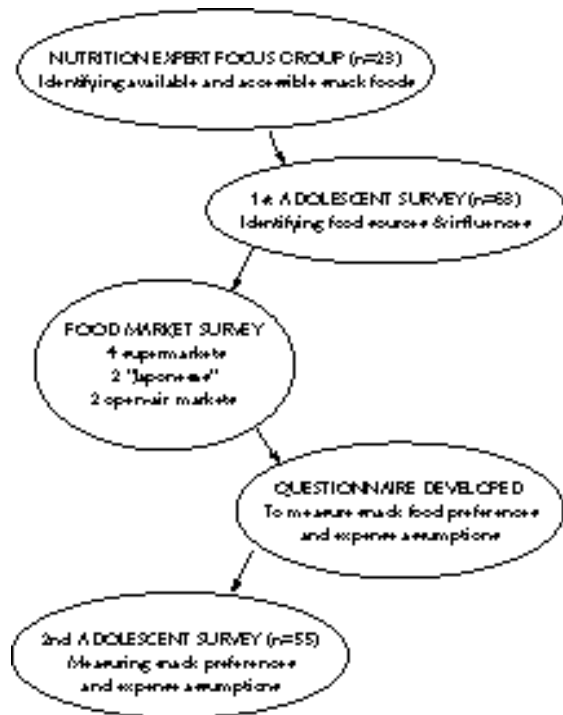 NUTRITION EXPERT FOCUS GROUP (n=23)
Identifying available and accessible snack foods
1st ADOLESCENT SURVEY (n=63)
Identifying food sources & influences
FOOD MARKET SURVEY
4 supermarkets
2 "Japonese"
2 open-air markets
QUESTIONNAIRE DEVELOPED
To measure snack food preferences
and expense assumptions
2nd ADOLESCENT SURVEY (n=55)
Measuring snack preferences
and expense assumptions